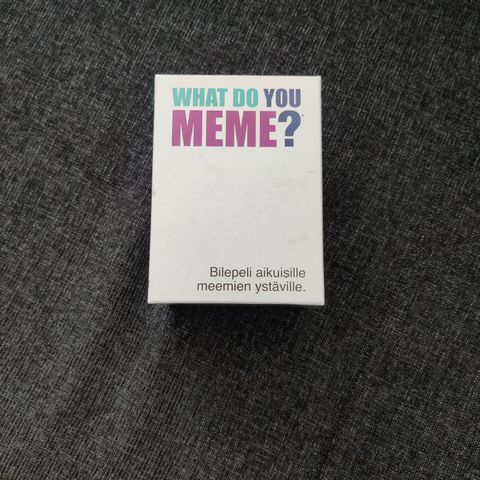 WHAT DO YOU
MEME?
Bilepeli aikuisille
meemien ystäville.